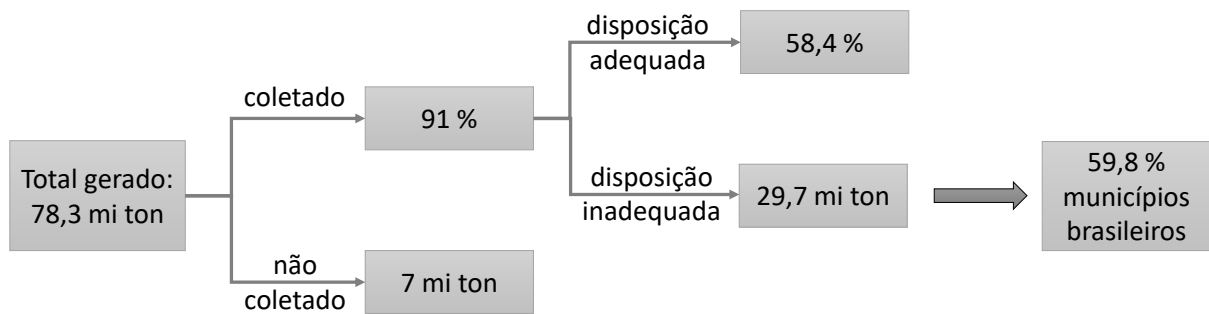 Total gerado:
78,3 mi ton
coletado
91 %
não
coletado
7 mi ton
disposição
adequada
58,4 %
disposição
inadequada
29,7 mi ton
59,8 %
municípios
brasileiros